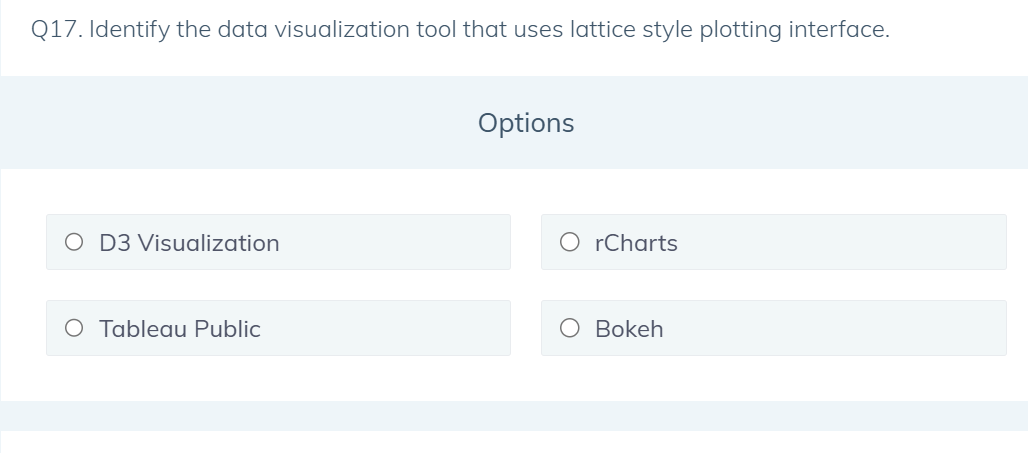 Q17. Identify the data visualization tool that uses lattice style plotting interface.
Options
D3 Visualization
rCharts
Tableau Public
Bokeh